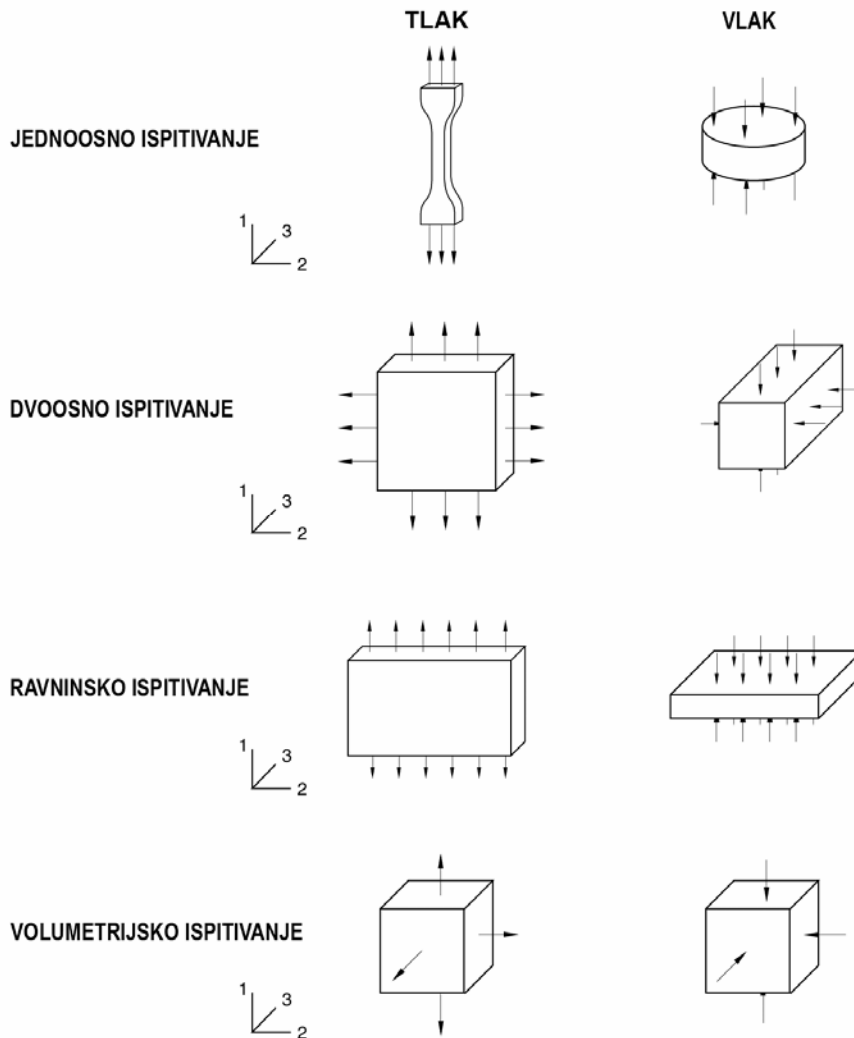 TLAK
VLAK
JEDNOOSNO ISPITIVANJE
1
3
2
DVOOSNO ISPITIVANJE
1
3
2
RAVNINSKO ISPITIVANJE
1
3
2
VOLUMETRIJSKO ISPITIVANJE
1
3
2